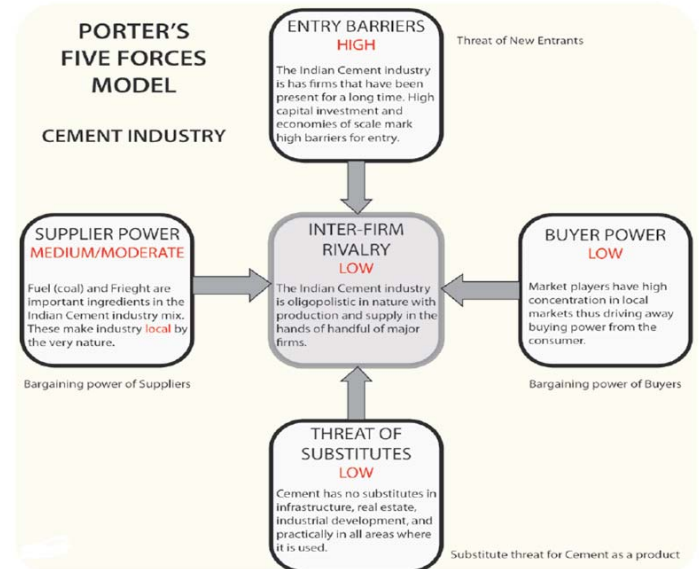 PORTER'S
FIVE FORCES
MODEL
CEMENT INDUSTRY
ENTRY BARRIERS
HIGH
The Indian Cement industry
is has firms that have been
present for a long time. High
capital investment and
economies of scale mark
high barriers for entry.
Threat of New Entrants
SUPPLIER POWER
MEDIUM/MODERATE
Fuel (coal) and Frieght are
important ingredients in the
Indian Cement industry mix.
These make industry local by
the very nature.
Bargaining power of Suppliers
INTER-FIRM
RIVALRY
LOW
The Indian Cement industry
is oligopolistic in nature with
production and supply in the
hands of handful of major
firms.
BUYER POWER
LOW
Market players have high
concentration in local
markets thus driving away
buying power from the
consumer.
Bargaining power of Buyers
THREAT OF
SUBSTITUTES
LOW
Cement has no substitutes in
infrastructure, real estate,
industrial development, and
practically in all areas where
it is used.
Substitute threat for Cement as a product